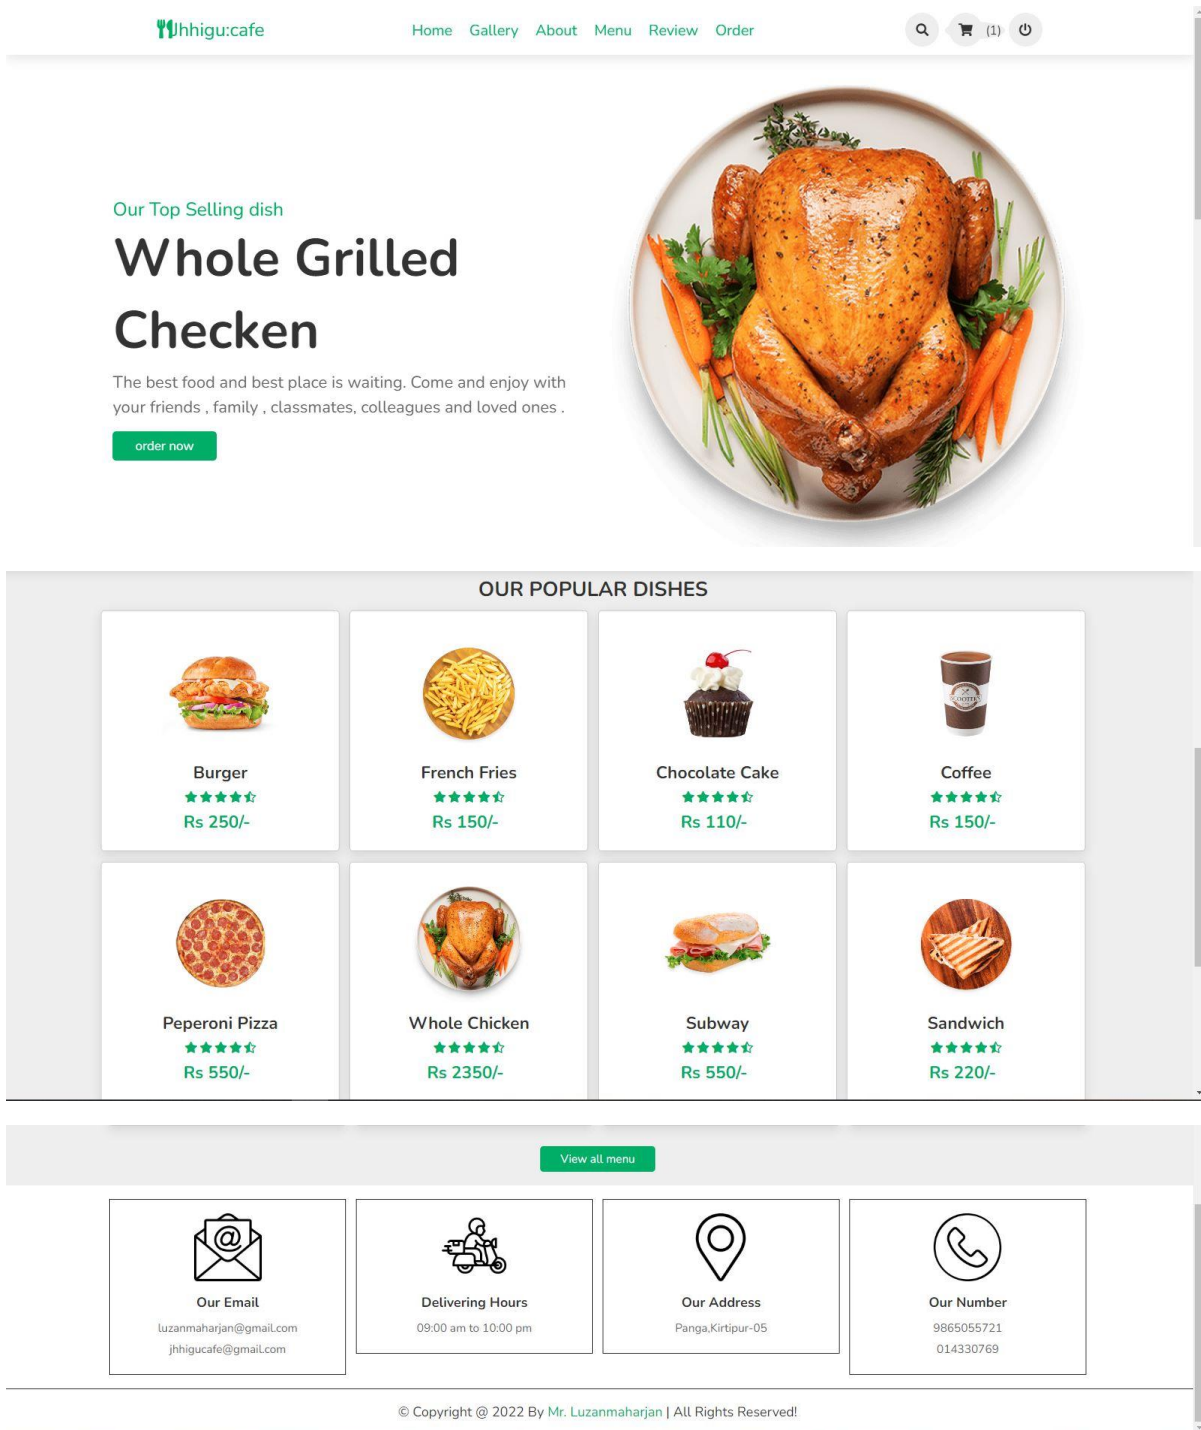 Jhhigu:cafe
Home Gallery About Menu Review Order
(1)
Our Top Selling dish
Whole Grilled
Checken
The best food and best place is waiting. Come and enjoy with
your friends , family , classmates, colleagues and loved ones .
order now
OUR POPULAR DISHES
Burger
Rs 250/-
French Fries
Rs 150/-
Chocolate Cake
Rs 110/-
Coffee
Rs 150/-
Peperoni Pizza
Rs 550/-
Whole Chicken
Rs 2350/-
Subway
Rs 550/-
Sandwich
Rs 220/-
View all menu
Our Email
luzanmaharjan@gmail.com
jhhigucafe@gmail.com
Delivering Hours
09:00 am to 10:00 pm
Our Address
Panga,Kirtipur-05
Our Number
9865055721
014330769
© Copyright @ 2022 By Mr. Luzanmaharjan | All Rights Reserved!